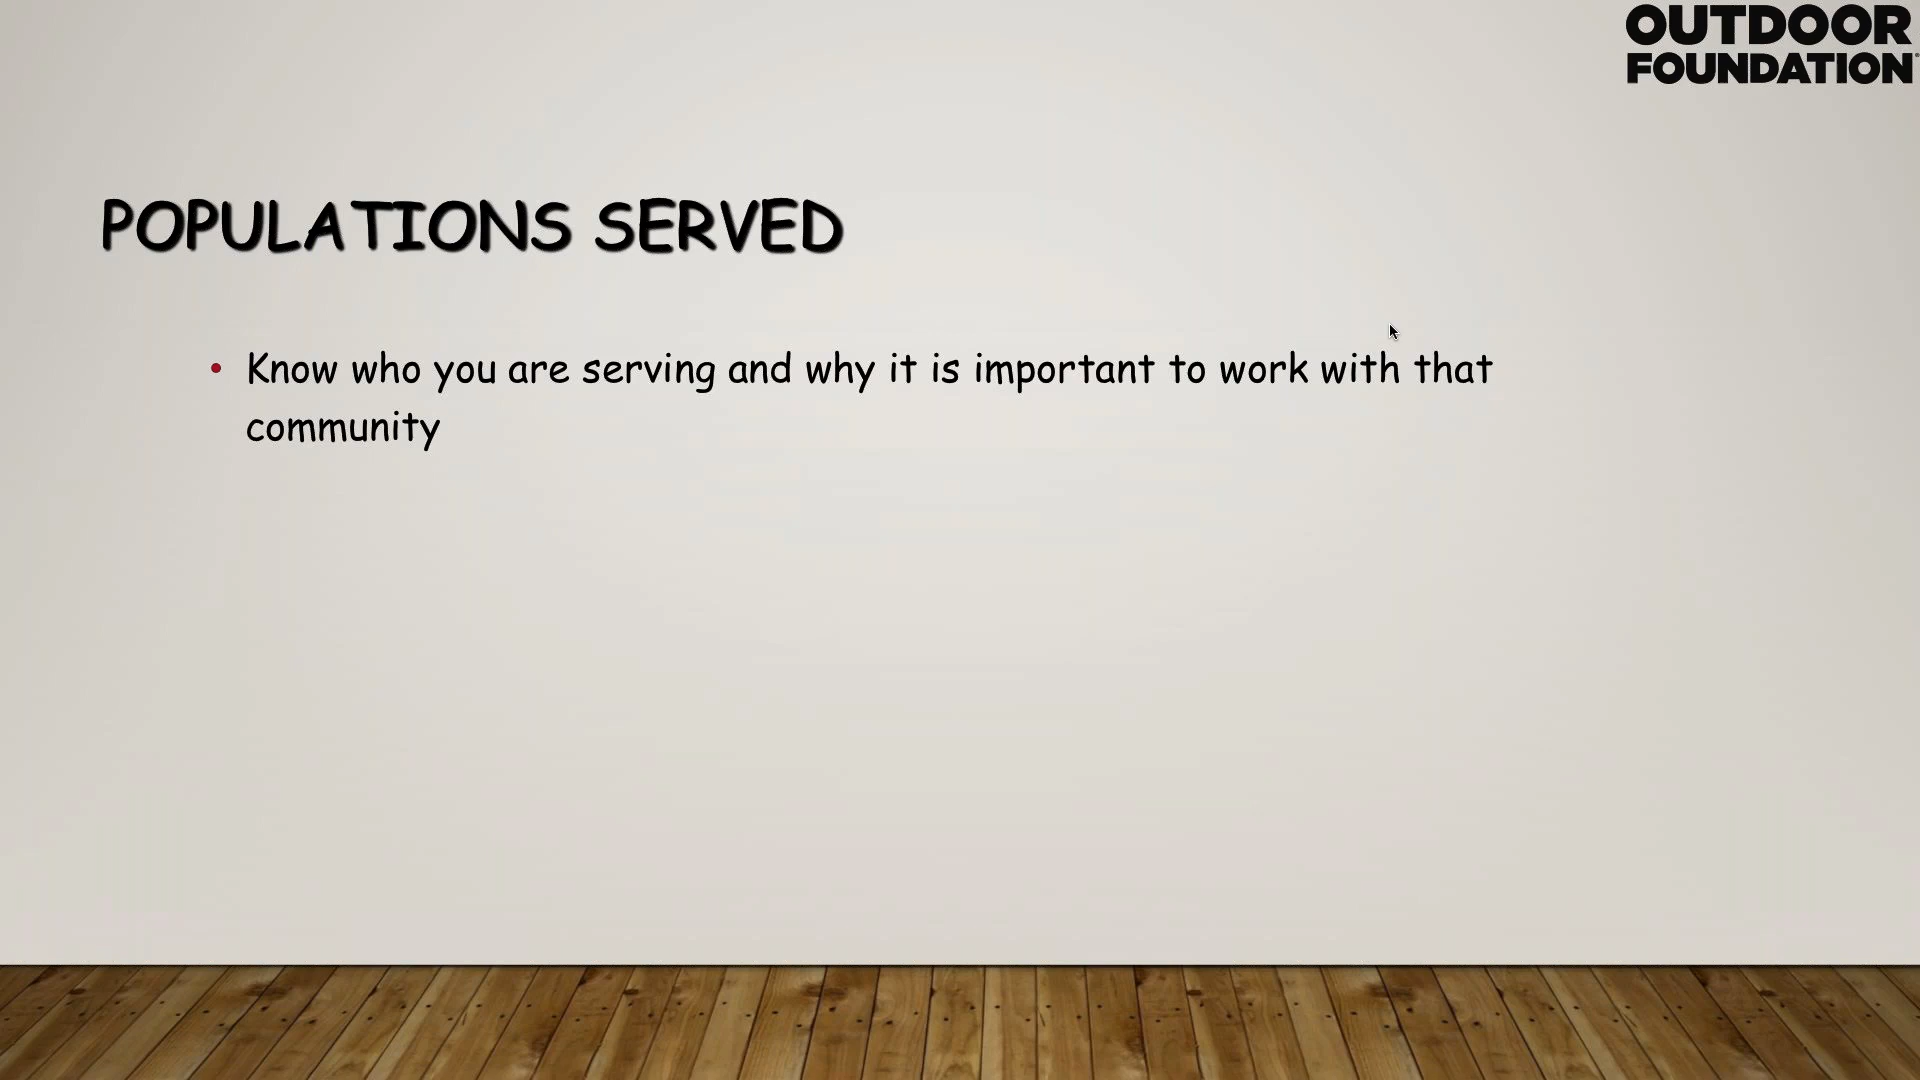 OUTDOOR
FOUNDATION
POPULATIONS SERVED
• Know who you are serving and why it is important to work with that
community